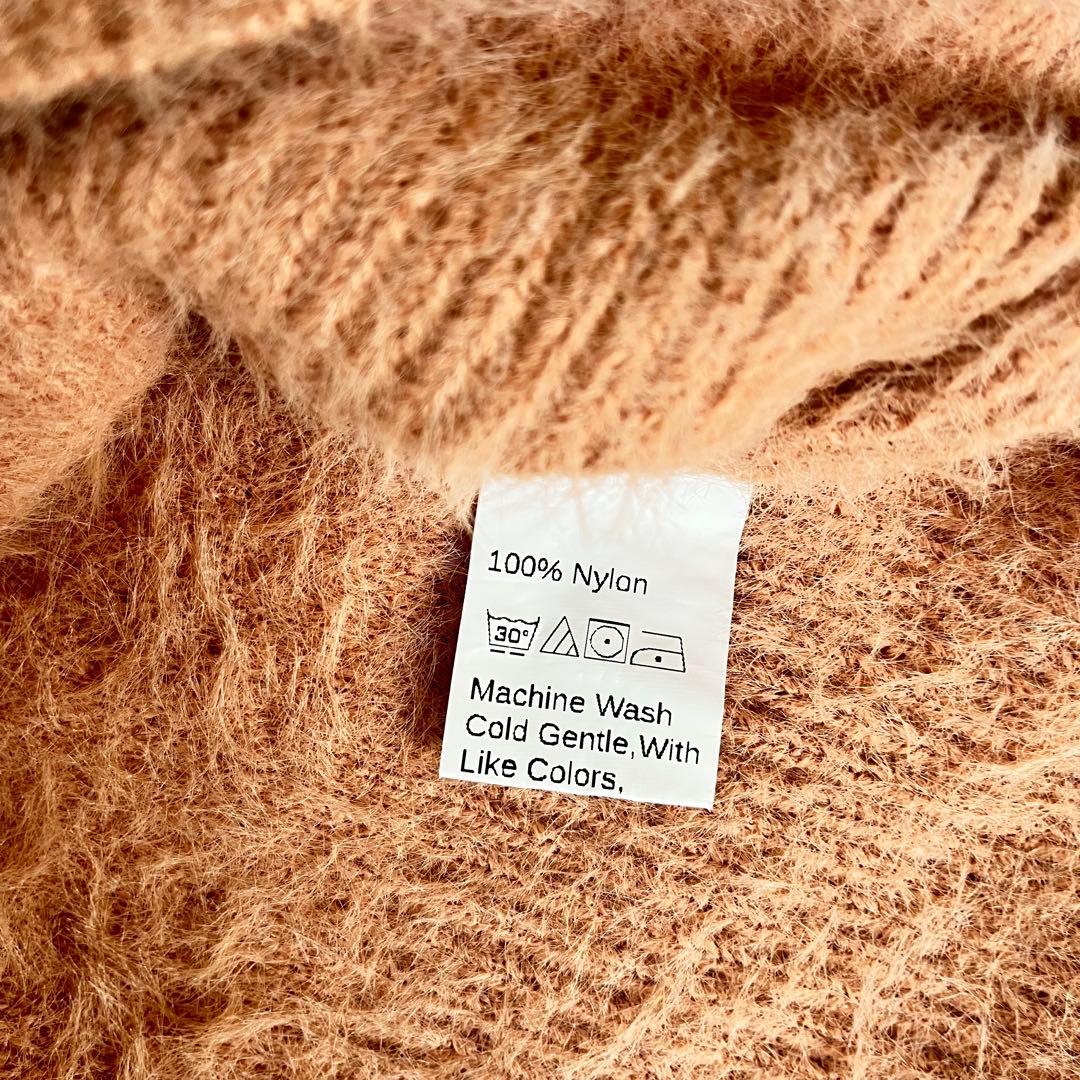 100% Nylon
30°
Machine Wash
Cold Gentle,With
Like Colors,